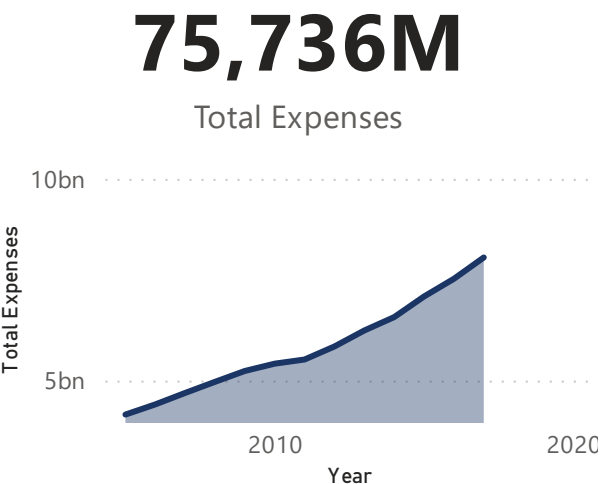 75,736M
Total Expenses
10bn
Total Expenses
5bn
2010
2020
Year